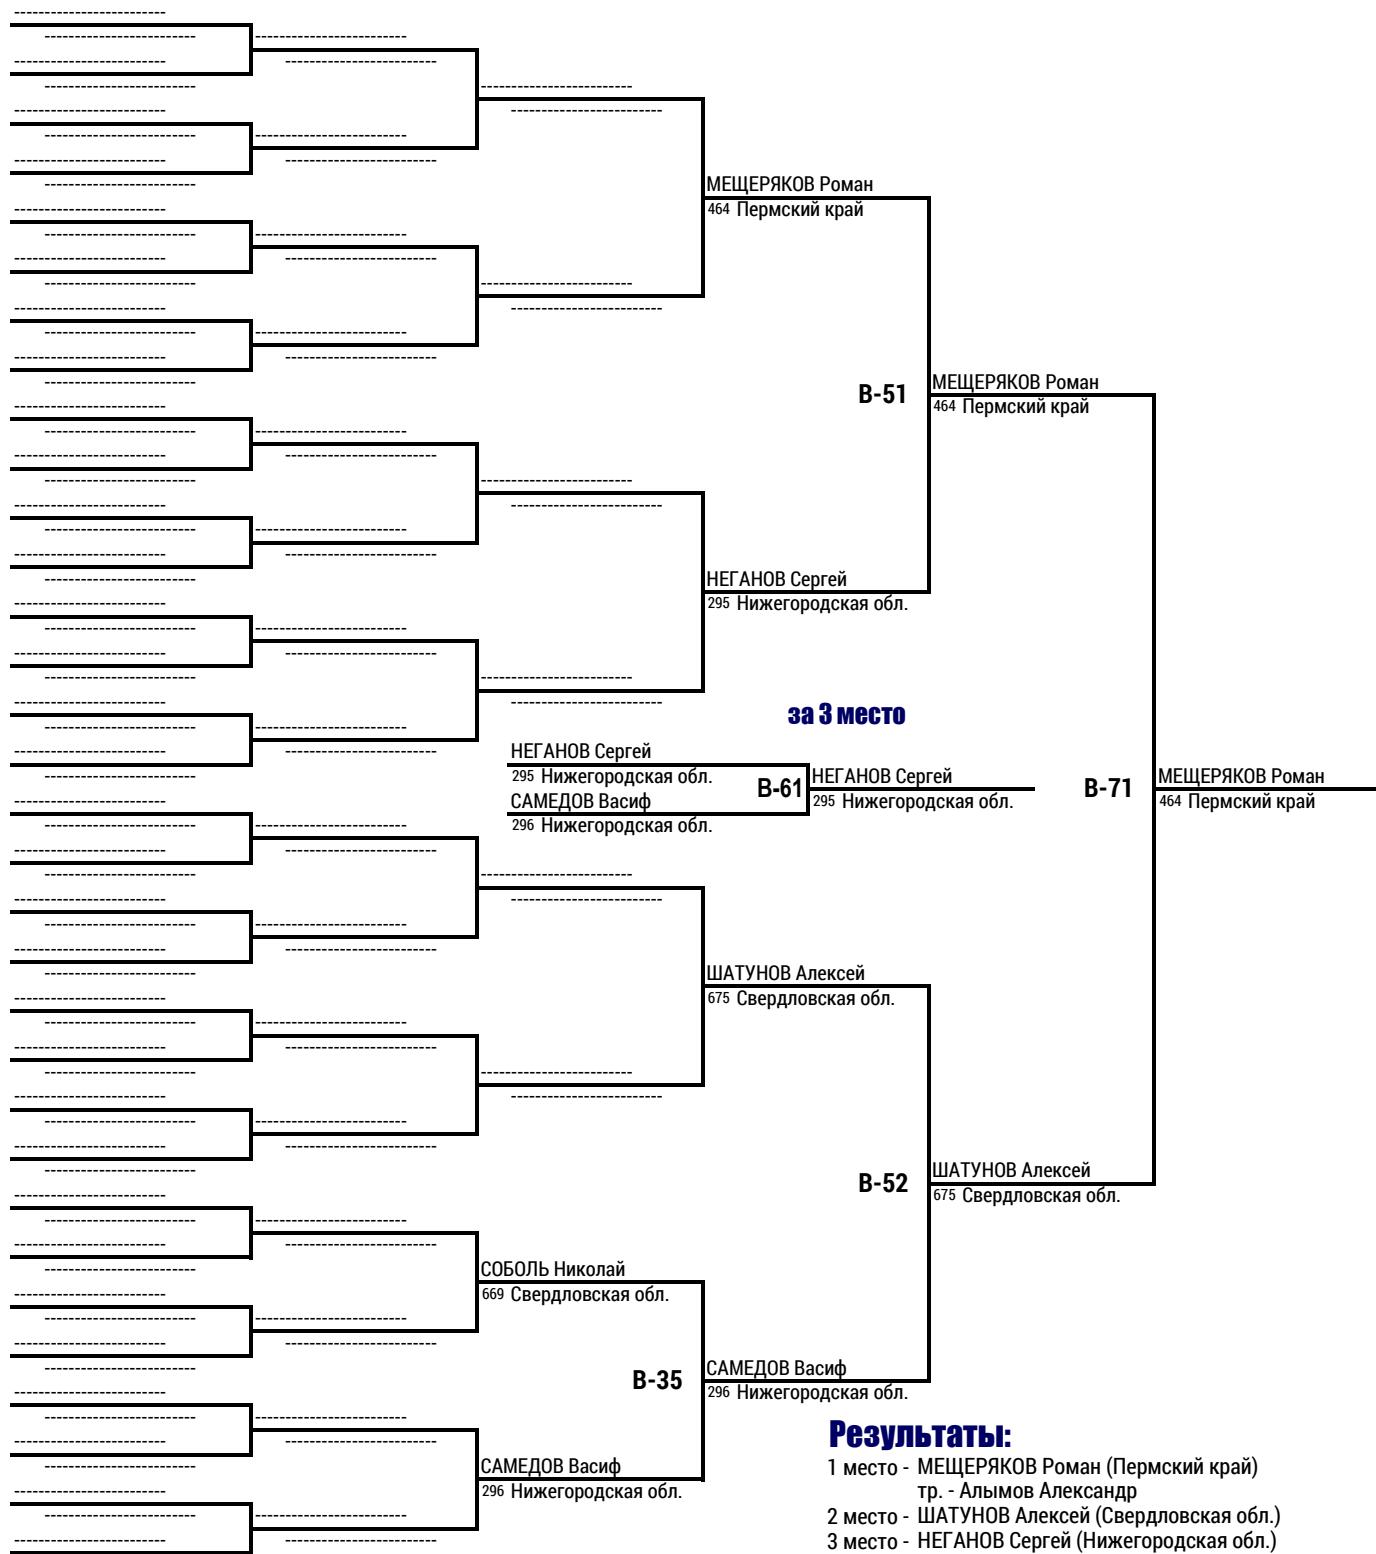 МЕЩЕРЯКОВ Роман
464 Пермский край
B-51
МЕЩЕРЯКОВ Роман
464 Пермский край
НЕГАНОВ Сергей
295 Нижегородская обл.
за 3 место
НЕГАНОВ Сергей
295 Нижегородская обл.
САМЕДОВ Васиф
296 Нижегородская обл.
B-61
НЕГАНОВ Сергей
295 Нижегородская обл.
B-71
МЕЩЕРЯКОВ Роман
464 Пермский край
ШАТУНОВ Алексей
675 Свердловская обл.
B-52
ШАТУНОВ Алексей
675 Свердловская обл.
СОБОЛЬ Николай
669 Свердловская обл.
B-35
САМЕДОВ Васиф
296 Нижегородская обл.
САМЕДОВ Васиф
296 Нижегородская обл.
Результаты:
1 место - МЕЩЕРЯКОВ Роман (Пермский край)
тр. - Алымов Александр
2 место - ШАТУНОВ Алексей (Свердловская обл.)
3 место - НЕГАНОВ Сергей (Нижегородская обл.)